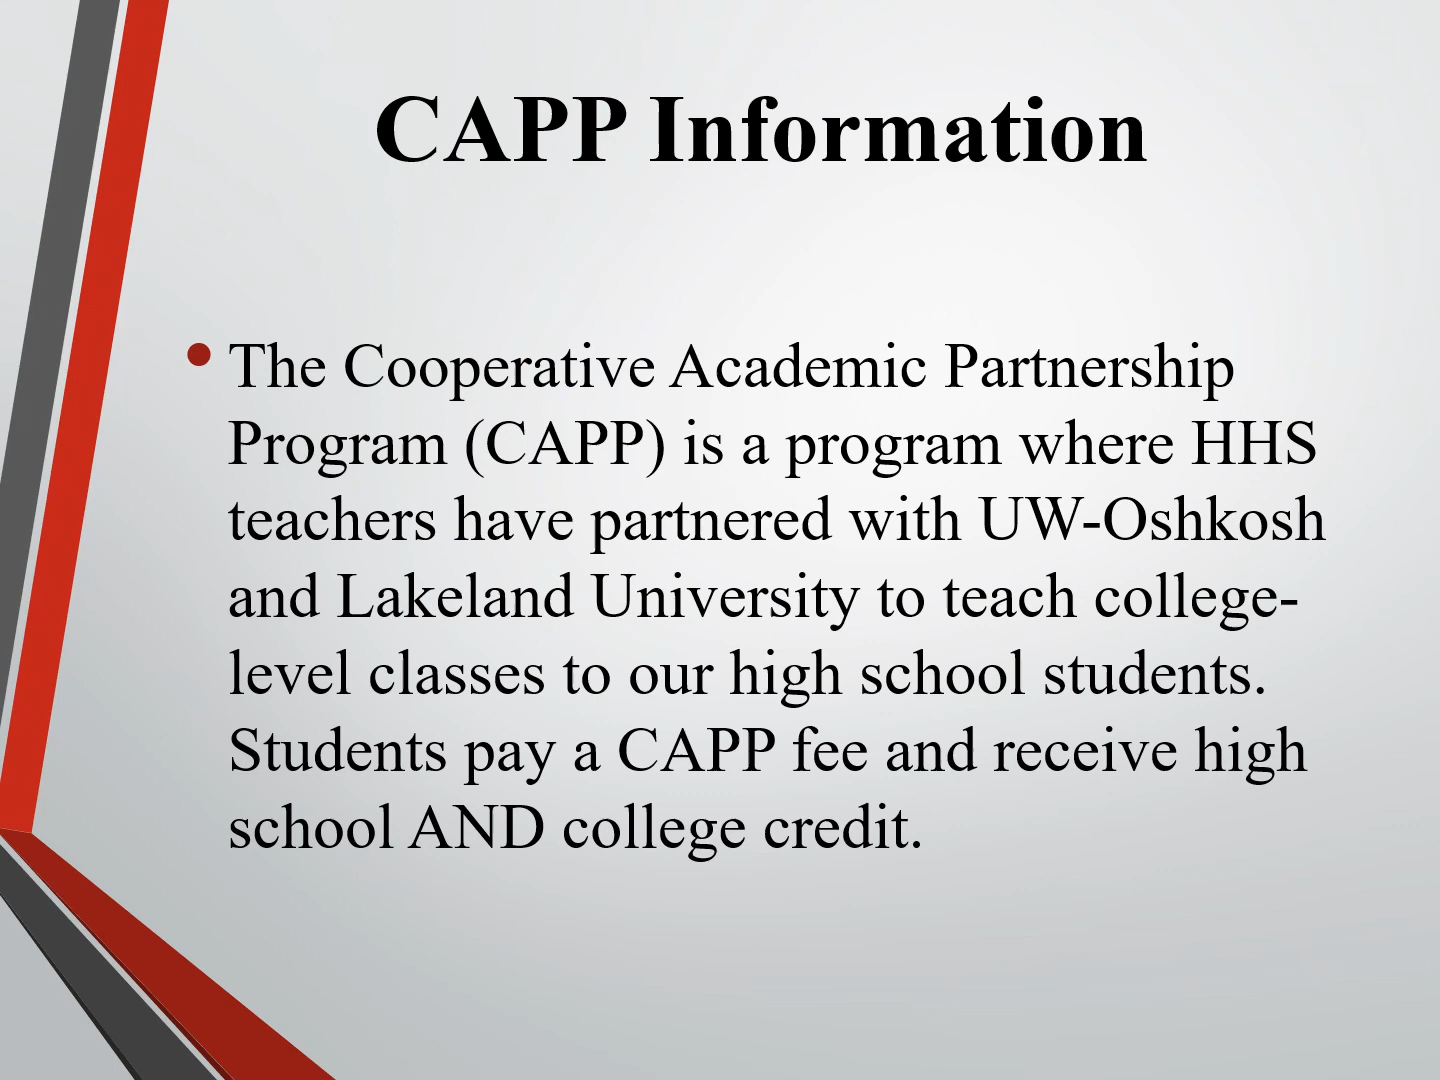 CAPP Information
• The Cooperative Academic Partnership
Program (CAPP) is a program where HHS
teachers have partnered with UW-Oshkosh
and Lakeland University to teach college-
level classes to our high school students.
Students pay a CAPP fee and receive high
school AND college credit.